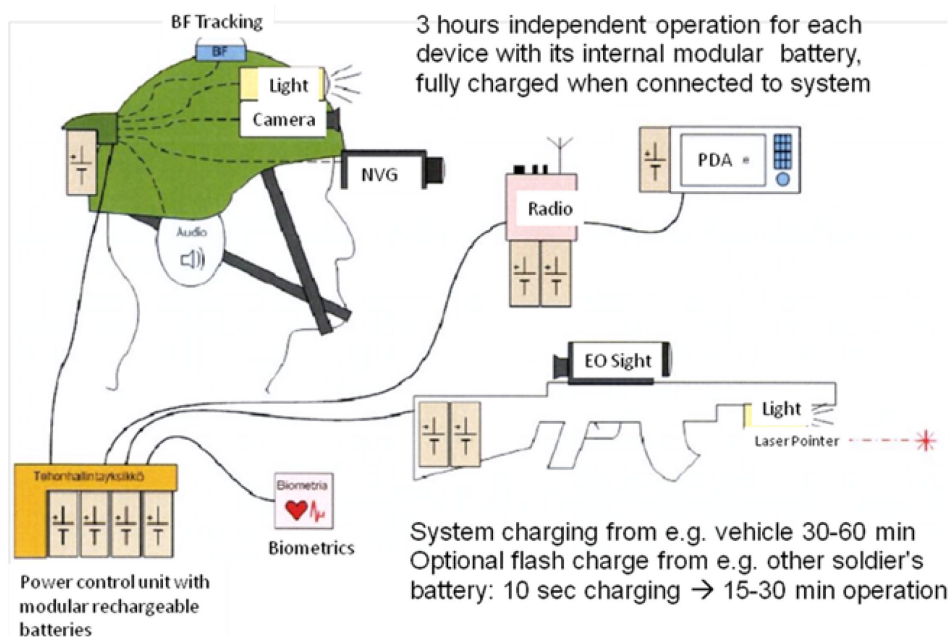 BF Tracking
3 hours independent operation for each
device with its internal modular battery,
fully charged when connected to system
BF
Light
Camera
NVG
PDA e
Radio
Audio
EO Sight
Light
Laser Pointer
Tehonhallintayksikkö
Biometria
Biometrics
Power control unit with
modular rechargeable
batteries
System charging from e.g. vehicle 30-60 min
Optional flash charge from e.g. other soldier's
battery: 10 sec charging → 15-30 min operation